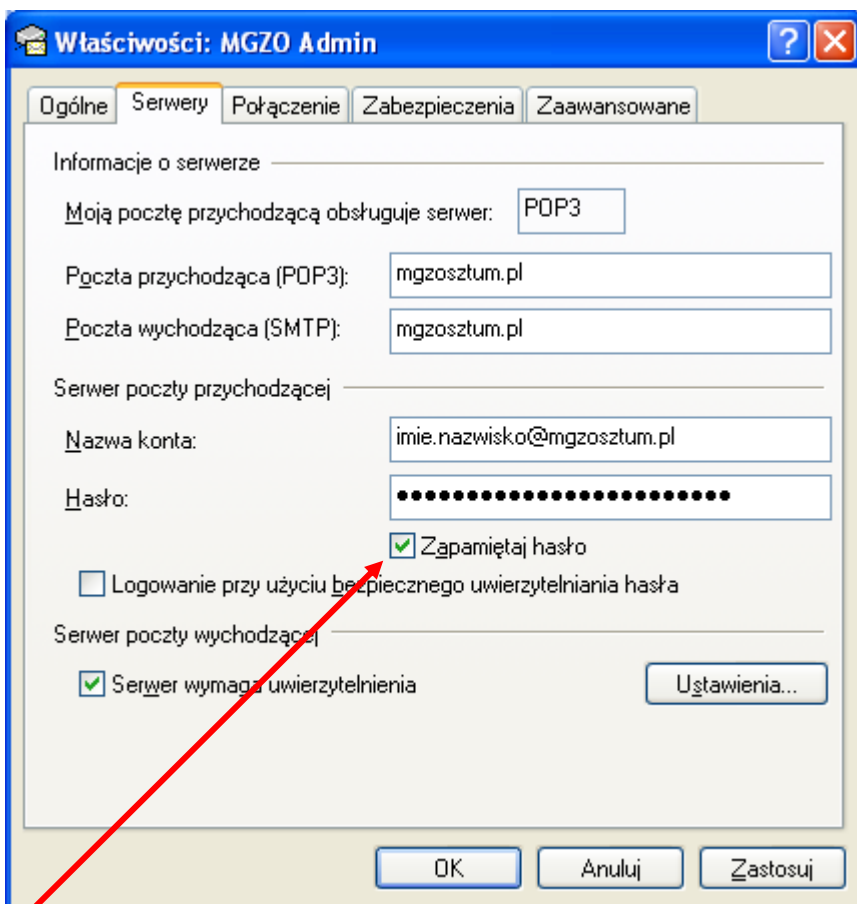 Właściwości: MGZO Admin
Ogólne Serwery Połączenie Zabezpieczenia Zaawansowane
Informacje o serwerze
Moją pocztę przychodzącą obsługuje serwer: POP3
Poczta przychodząca (POP3): mgzosztum.pl
Poczta wychodząca (SMTP): mgzosztum.pl
Serwer poczty przychodzącej
Nazwa konta: imie.nazwisko@mgzosztum.pl
Hasło: ●●●●●●●●●●●●●●●●●●●●●●●●
Zapamiętaj hasło
Logowanie przy użyciu bezpiecznego uwierzytelniania hasła
Serwer poczty wychodzącej
Serwer wymaga uwierzytelnienia Ustawienia...
OK Anuluj Zastosuj